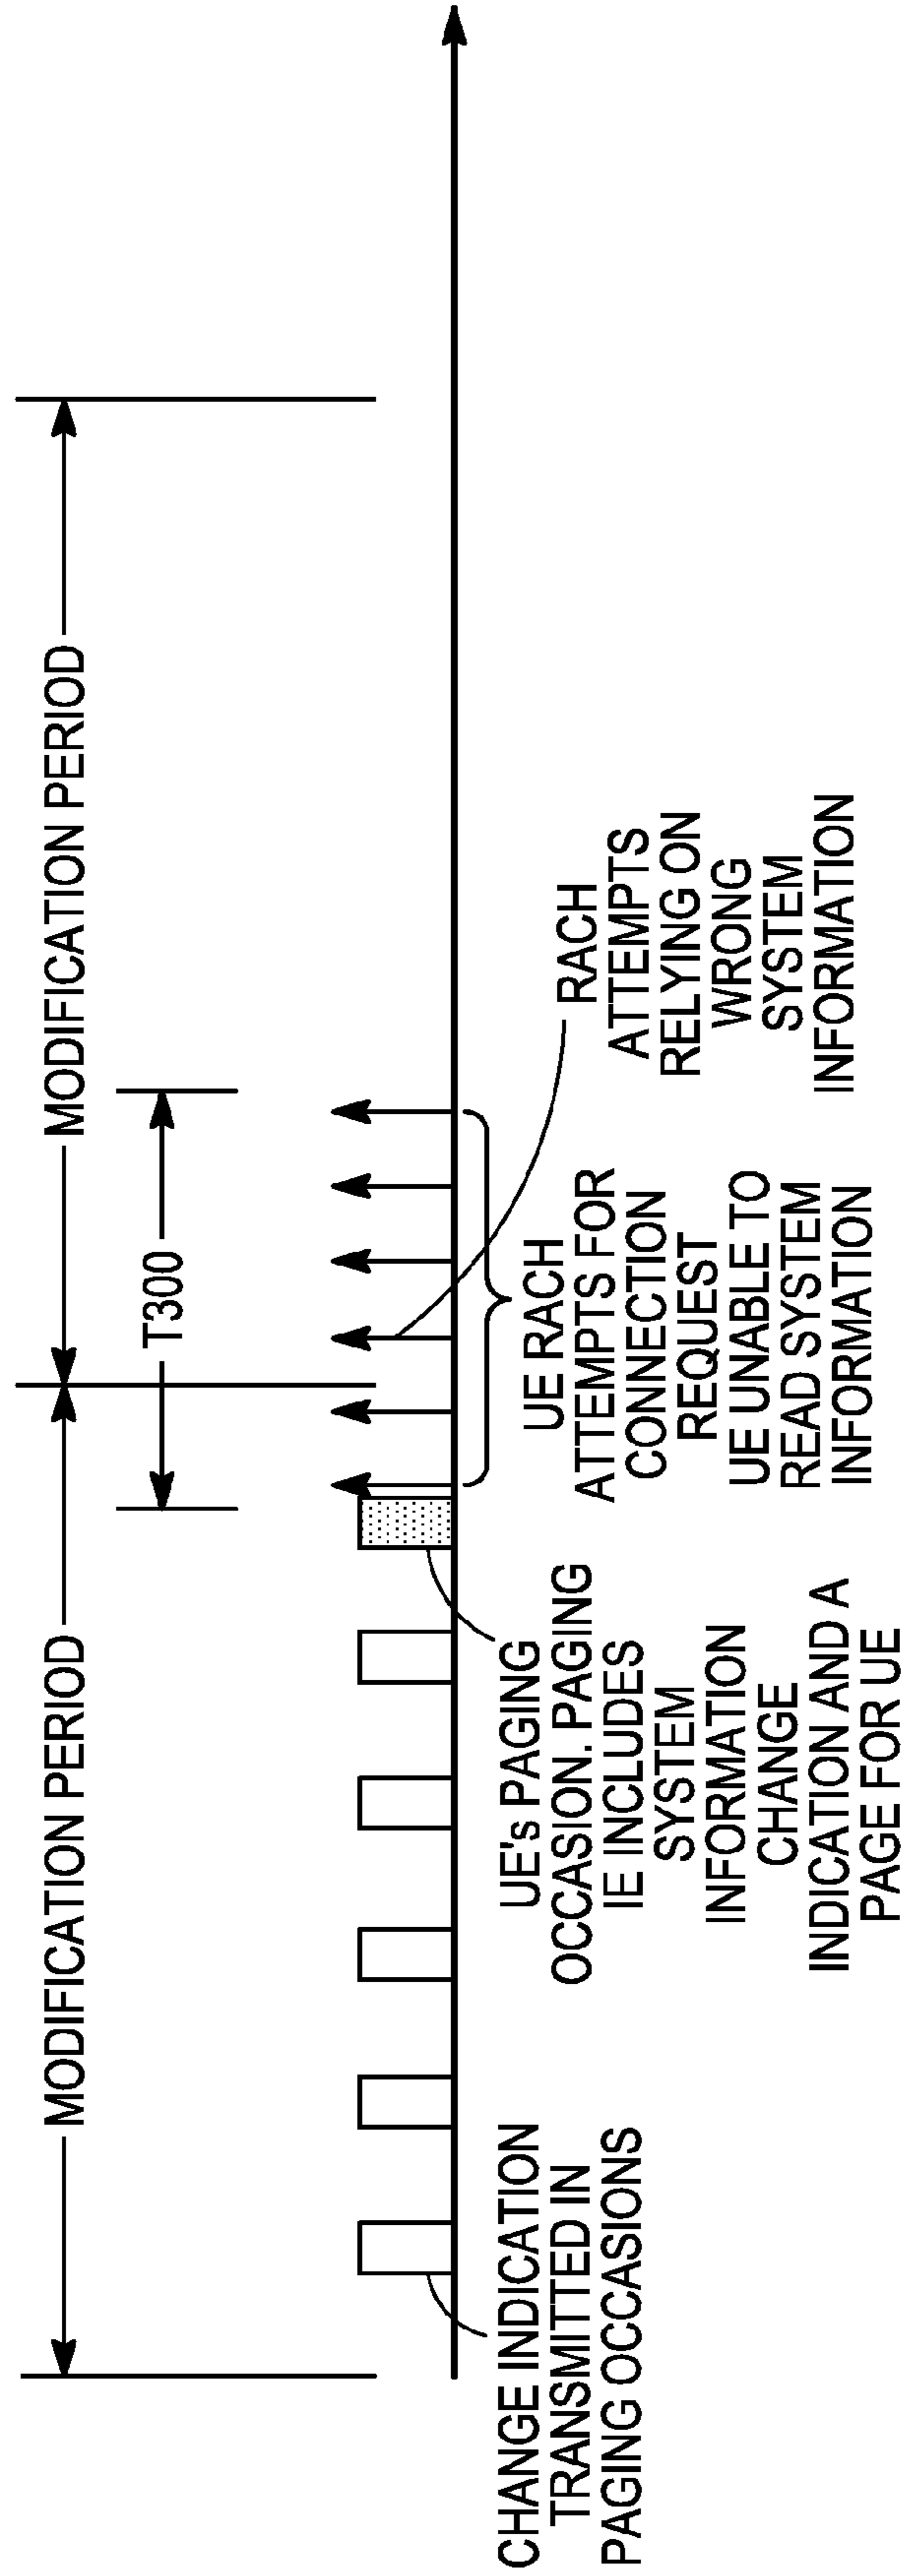 MODIFICATION PERIOD
MODIFICATION PERIOD
T300
CHANGE INDICATION
TRANSMITTED IN
PAGING OCCASIONS
UE's PAGING
OCCASION. PAGING
IE INCLUDES
SYSTEM
INFORMATION
CHANGE
INDICATION AND A
PAGE FOR UE
UE RACH
ATTEMPTS FOR
CONNECTION
REQUEST
UE UNABLE TO
READ SYSTEM
INFORMATION
RACH
ATTEMPTS
RELYING ON
WRONG
SYSTEM
INFORMATION